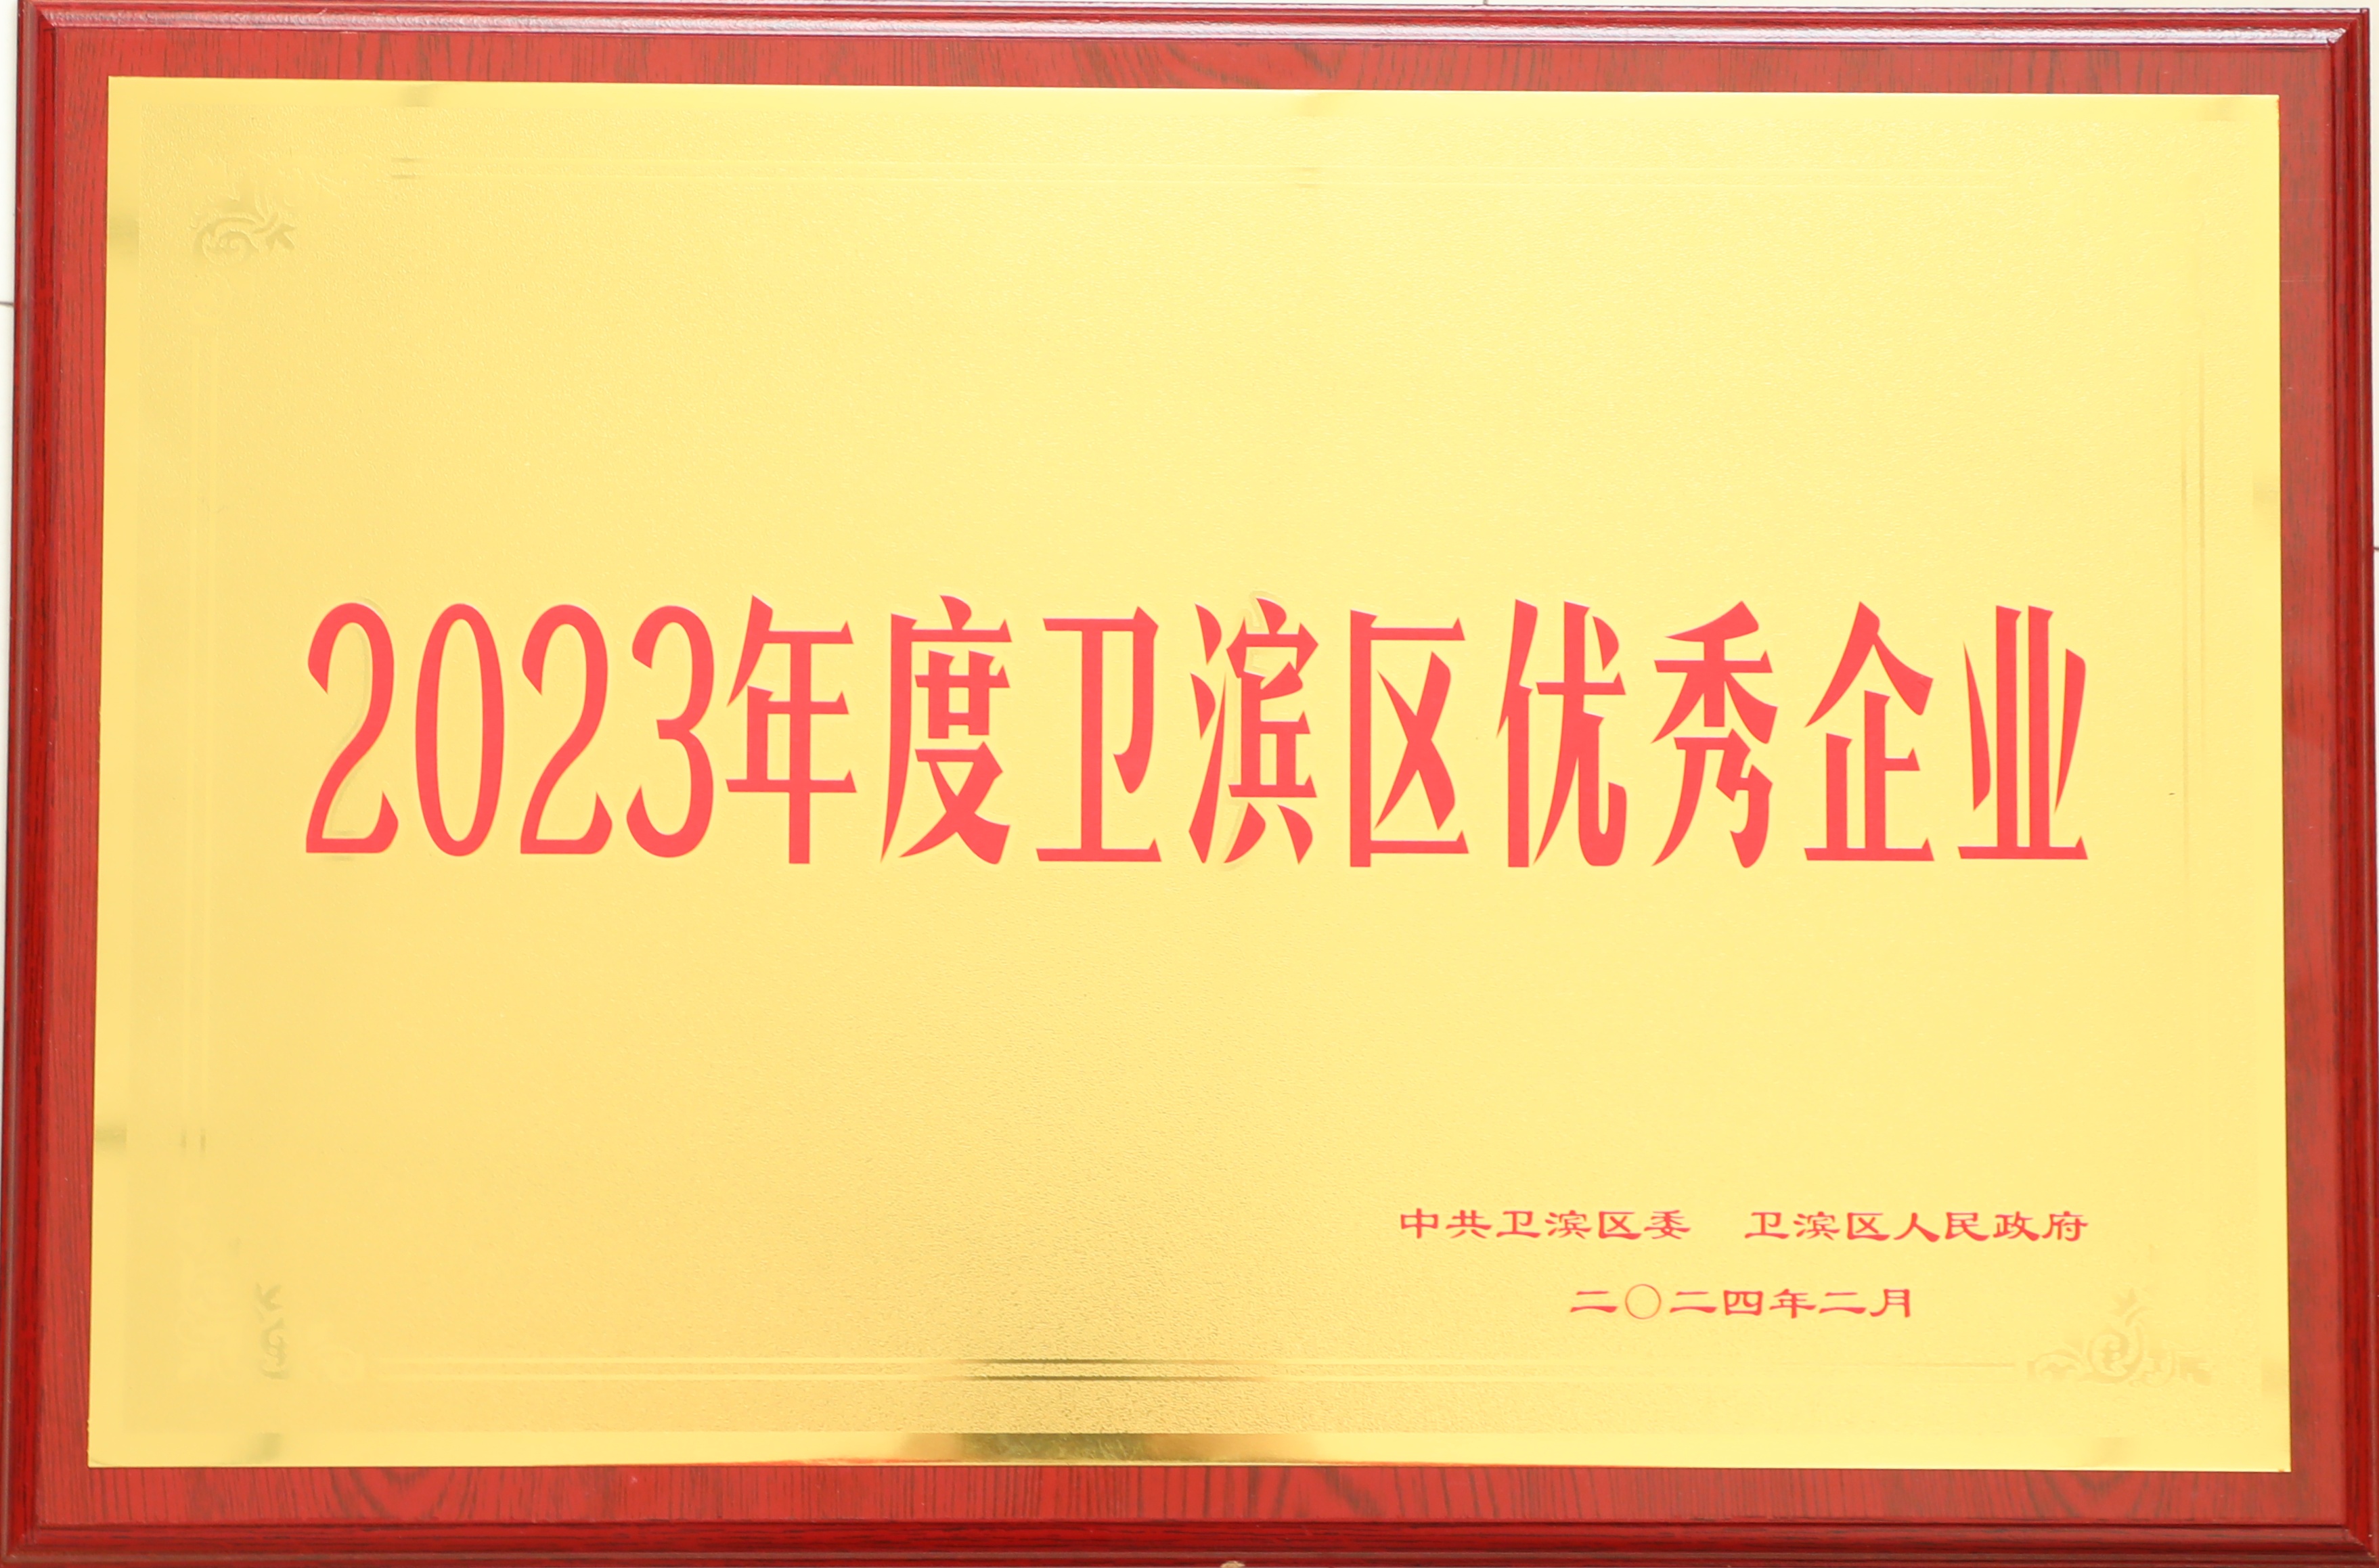 2023年度卫滨区优秀企业
中共卫滨区委 卫滨区人民政府
二〇二四年二月